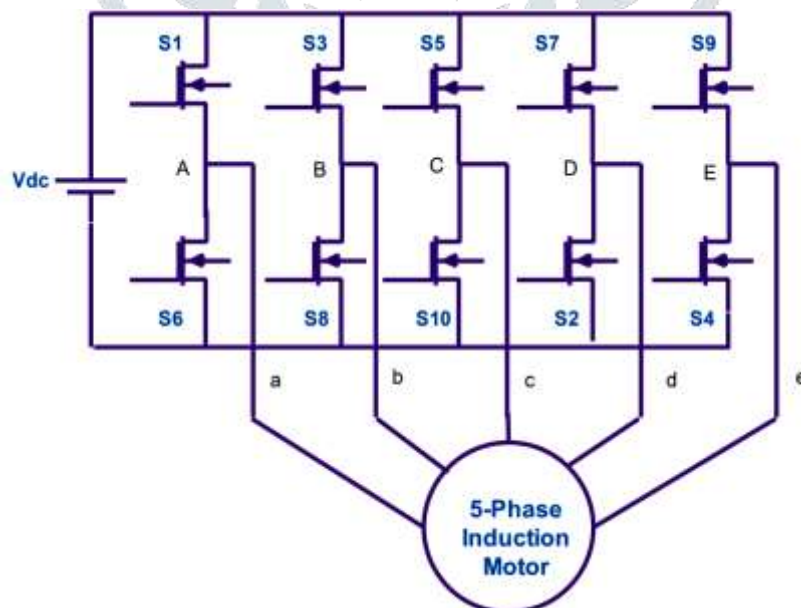 S1 S3 S5 S7 S9
Vdc A B C D E
S6 S8 S10 S2 S4
a b c d e
5-Phase
Induction
Motor